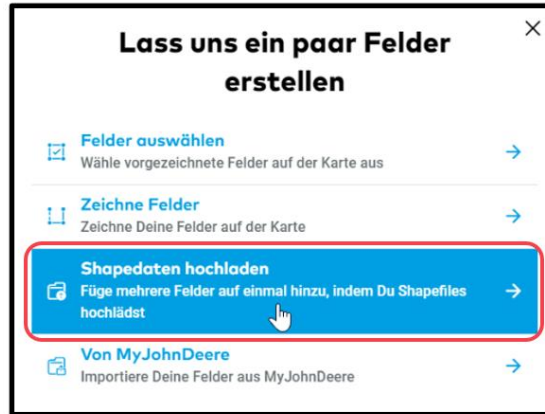 Lass uns ein paar Felder
erstellen
Felder auswählen
Wähle vorgezeichnete Felder auf der Karte aus
Zeichne Felder
Zeichne Deine Felder auf der Karte
Shapedaten hochladen
Füge mehrere Felder auf einmal hinzu, indem Du Shapefiles
hochlädst
Von MyJohnDeere
Importiere Deine Felder aus MyJohnDeere